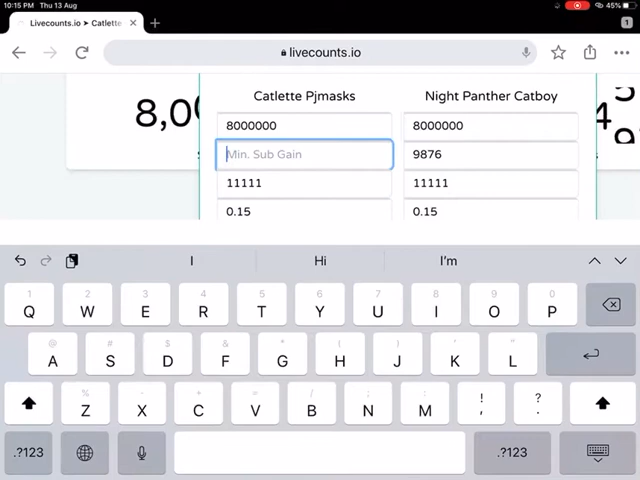 10:15 PM Thu 13 Aug 45%
Livecounts.io ➤ Catlette × + 1
livecounts.io
Catlette Pjmasks Night Panther Catboy
8,00
8000000 8000000
Min. Sub Gain 9876
11111 11111
0.15 0.15
I Hi I'm
1 2 3 4 5 6 7 8 9 0
Q W E R T Y U I O P
@ # $ & * ( ) ' "
A S D F G H J K L
% - + = / ; : ! ?
Z X C V B N M , .
.?123 .?123